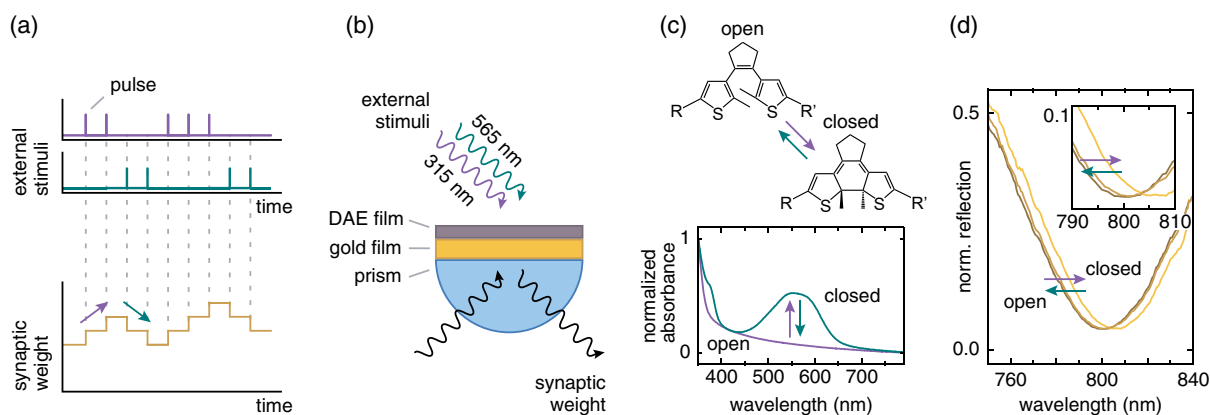 (a)
pulse
external
stimuli
time
synaptic
weight
time
(b)
external
stimuli
565 nm
315 nm
DAE film
gold film
prism
synaptic
weight
(c)
open
R
S
S
R'
closed
R
S
S
R'
normalized
absorbance
1
0
closed
open
400
500
600
700
wavelength (nm)
(d)
norm. reflection
0.5
0.0
0.1
790
800
810
closed
open
760
800
840
wavelength (nm)